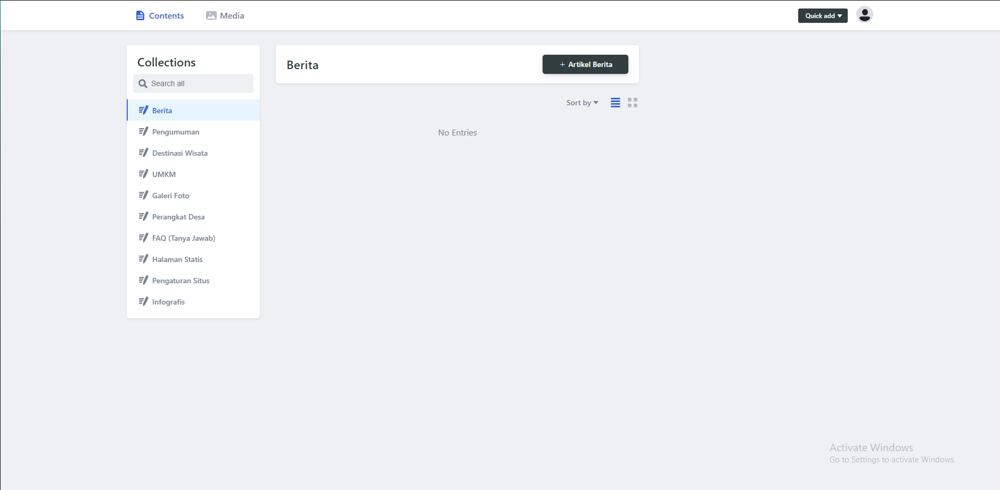 Contents
Media
Quick add
Collections
Search all
Berita
Pengumuman
Destinasi Wisata
UMKM
Galeri Foto
Perangkat Desa
FAQ (Tanya Jawab)
Halaman Statis
Pengaturan Situs
Infografis
Berita
+ Artikel Berita
Sort by
No Entries
Activate Windows
Go to Settings to activate Windows.